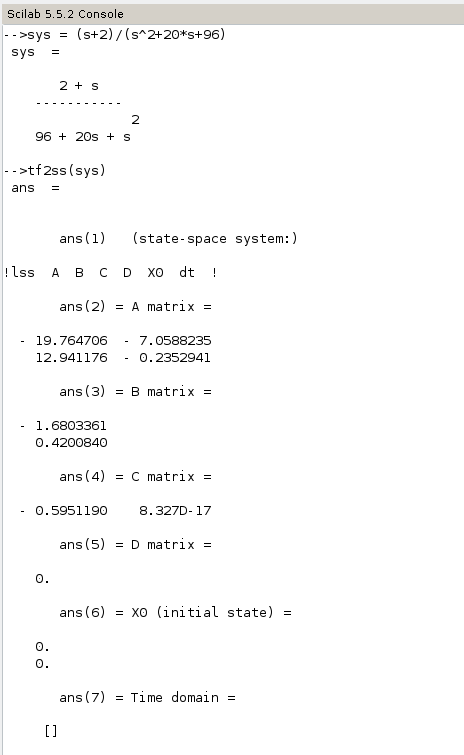 Scilab 5.5.2 Console
-->sys = (s+2)/(s^2+20*s+96)
sys  =
2 + s
-----------
2
96 + 20s + s
-->tf2ss(sys)
ans  =
ans(1)   (state-space system:)
!lss  A  B  C  D  X0  dt  !
ans(2) = A matrix =
- 19.764706  - 7.0588235
12.941176  - 0.2352941
ans(3) = B matrix =
- 1.6803361
0.4200840
ans(4) = C matrix =
- 0.5951190    8.327D-17
ans(5) = D matrix =
0.
ans(6) = X0 (initial state) =
0.
0.
ans(7) = Time domain =
[]